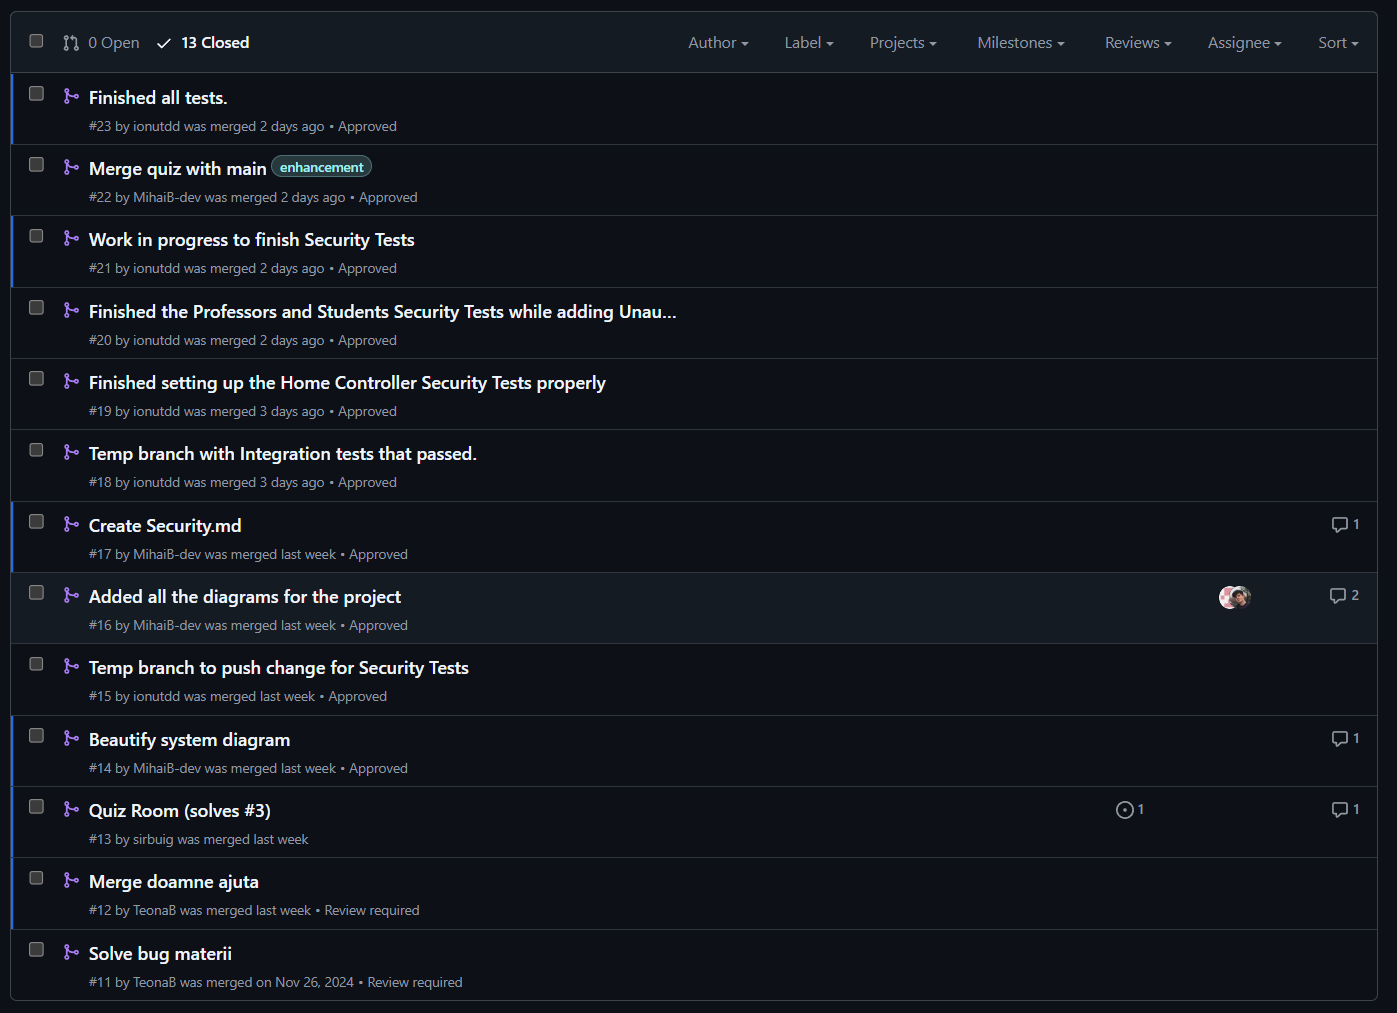 0 Open 13 Closed Author Label Projects Milestones Reviews Assignee Sort
Finished all tests.
#23 by ionutdd was merged 2 days ago • Approved
Merge quiz with main enhancement
#22 by MihaiB-dev was merged 2 days ago • Approved
Work in progress to finish Security Tests
#21 by ionutdd was merged 2 days ago • Approved
Finished the Professors and Students Security Tests while adding Unau...
#20 by ionutdd was merged 2 days ago • Approved
Finished setting up the Home Controller Security Tests properly
#19 by ionutdd was merged 3 days ago • Approved
Temp branch with Integration tests that passed.
#18 by ionutdd was merged 3 days ago • Approved
Create Security.md 1
#17 by MihaiB-dev was merged last week • Approved
Added all the diagrams for the project 2
#16 by MihaiB-dev was merged last week • Approved
Temp branch to push change for Security Tests
#15 by ionutdd was merged last week • Approved
Beautify system diagram 1
#14 by MihaiB-dev was merged last week • Approved
Quiz Room (solves #3) 1 1
#13 by sirbuig was merged last week
Merge doamne ajuta
#12 by TeonaB was merged last week • Review required
Solve bug materii
#11 by TeonaB was merged on Nov 26, 2024 • Review required